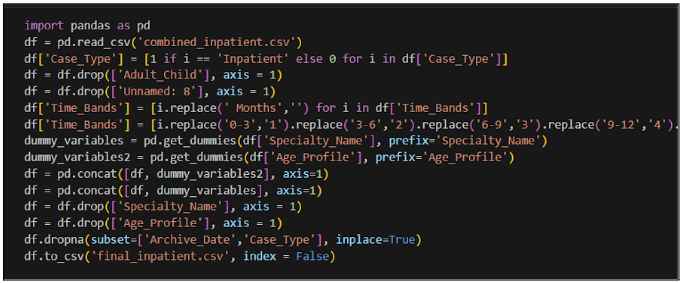 import pandas as pd
df = pd.read_csv('combined_inpatient.csv')
df['Case_Type'] = [1 if i == 'Inpatient' else 0 for i in df['Case_Type']]
df = df.drop(['Adult_Child'], axis = 1)
df = df.drop(['Unnamed: 8'], axis = 1)
df['Time_Bands'] = [i.replace(' Months','') for i in df['Time_Bands']]
df['Time_Bands'] = [i.replace('0-3','1').replace('3-6','2').replace('6-9','3').replace('9-12','4').
dummy_variables = pd.get_dummies(df['Specialty_Name'], prefix='Specialty_Name')
dummy_variables2 = pd.get_dummies(df['Age_Profile'], prefix='Age_Profile')
df = pd.concat([df, dummy_variables2], axis=1)
df = pd.concat([df, dummy_variables], axis=1)
df = df.drop(['Specialty_Name'], axis = 1)
df = df.drop(['Age_Profile'], axis = 1)
df.dropna(subset=['Archive_Date','Case_Type'], inplace=True)
df.to_csv('final_inpatient.csv', index = False)